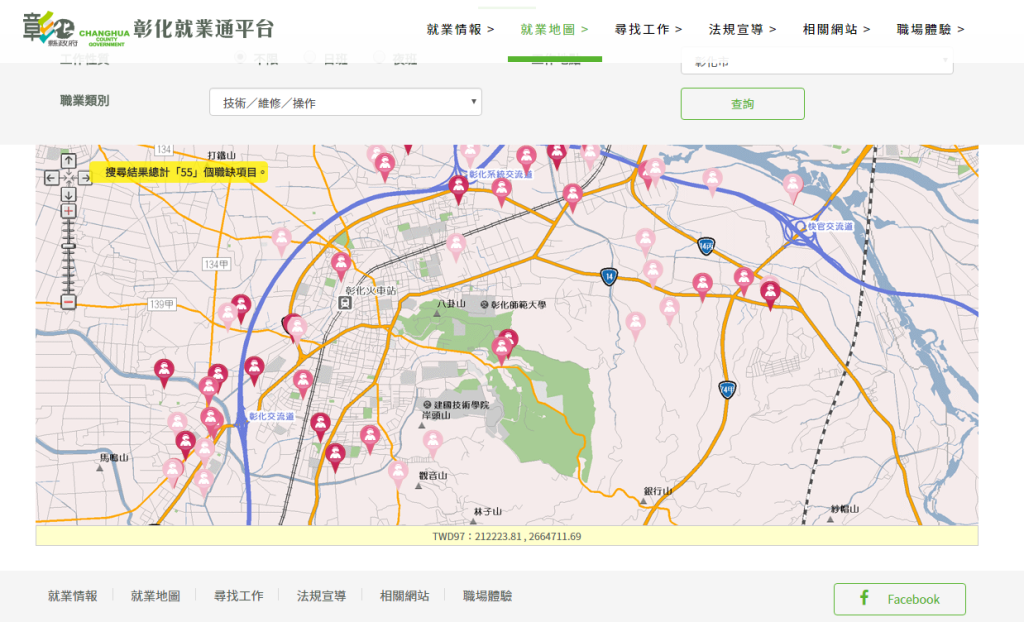 彰化縣政府
CHANGHUA
COUNTY
GOVERNMENT
彰化就業通平台
就業情報 >
就業地圖 >
尋找工作 >
法規宣導 >
相關網站 >
職場體驗 >
彰化市
職業類別
技術／維修／操作
查詢
搜尋結果總計「55」個職缺項目。
134
打鐵山
彰化系統交流道
快官交流道
134甲
139甲
彰化火車站
八卦山
彰化師範大學
14
74甲
建國技術學院
岸頭山
彰化交流道
馬鳴山
觀音山
林子山
銀行山
紗帽山
TWD97：212223.81 , 2664711.69
就業情報
就業地圖
尋找工作
法規宣導
相關網站
職場體驗
Facebook